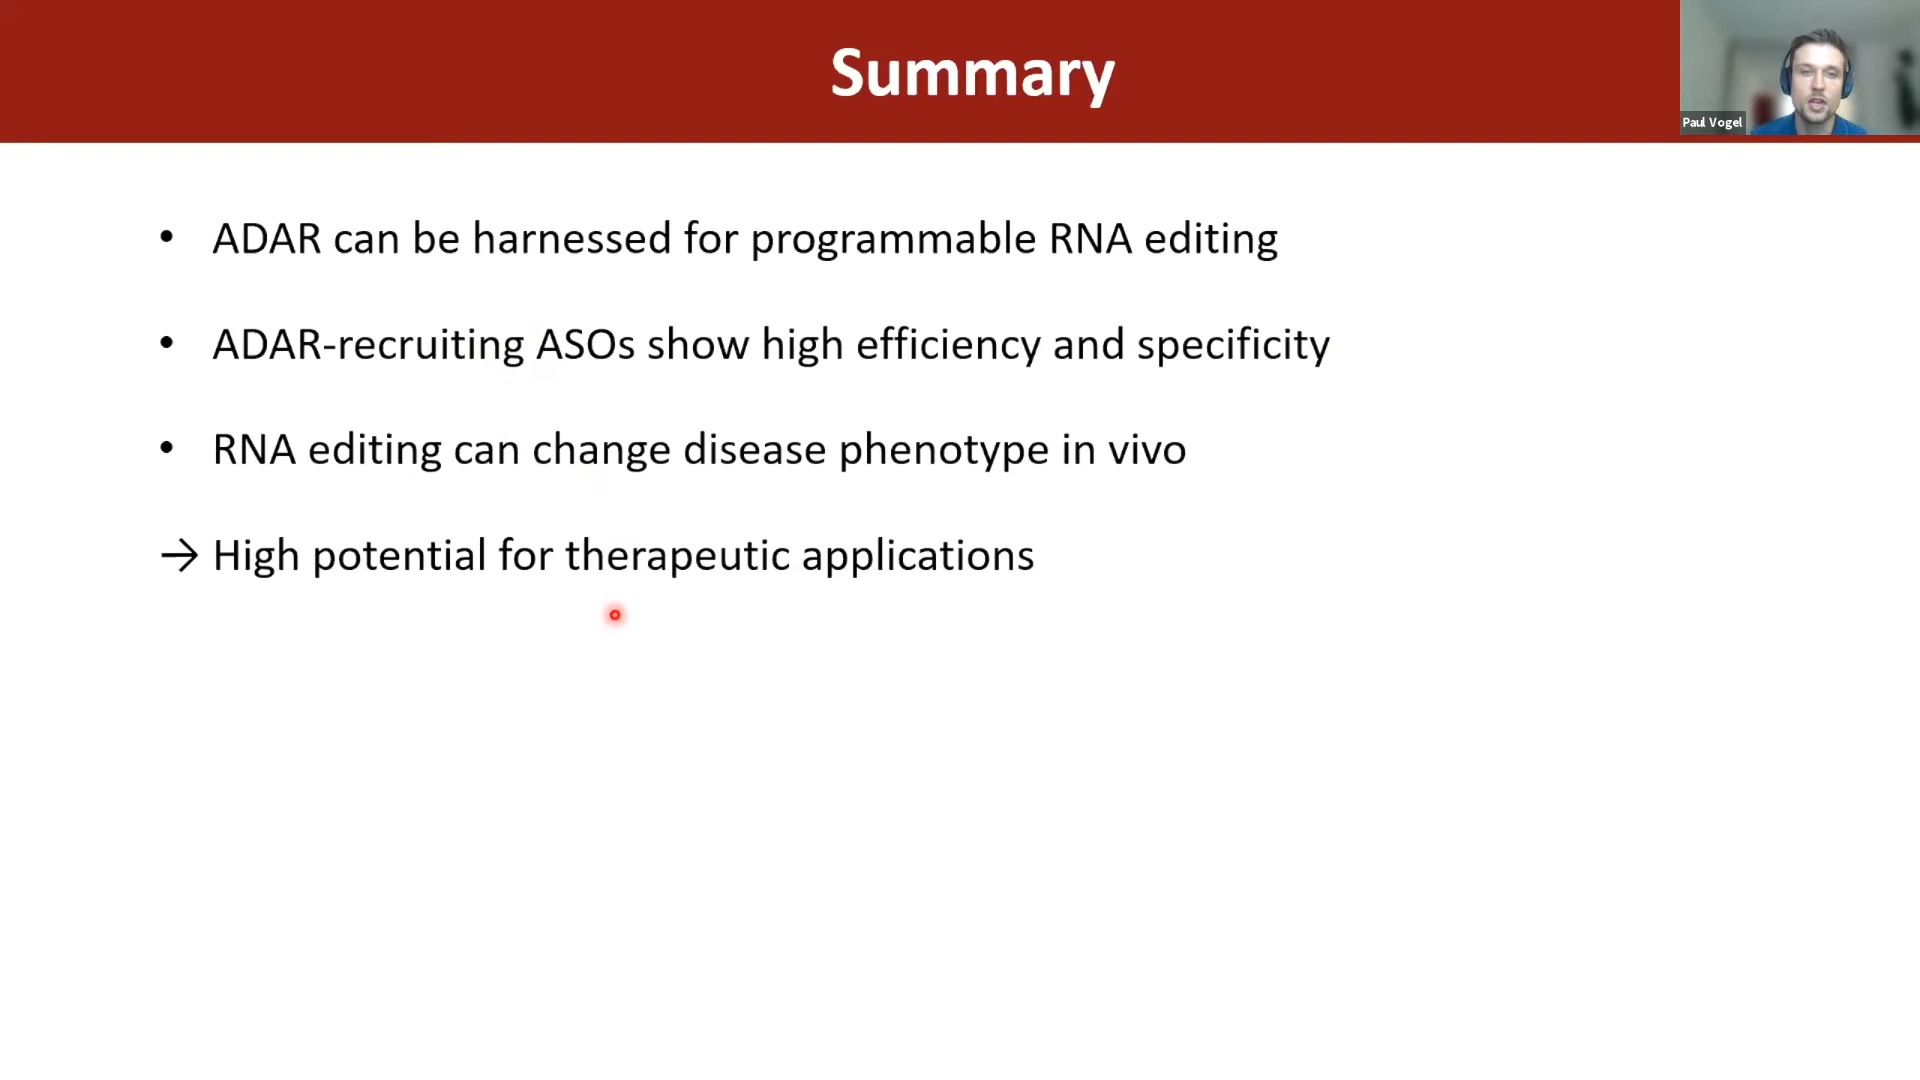 Summary
Paul Vogel
• ADAR can be harnessed for programmable RNA editing
• ADAR-recruiting ASOs show high efficiency and specificity
• RNA editing can change disease phenotype in vivo
→ High potential for therapeutic applications